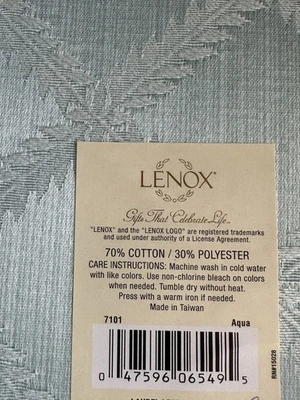 LENOX®
Gifts That Celebrate Life™
"LENOX" and the "LENOX LOGO" are registered trademarks
and used under authority of a License Agreement.
70% COTTON / 30% POLYESTER
CARE INSTRUCTIONS: Machine wash in cold water
with like colors. Use non-chlorine bleach on colors
when needed. Tumble dry without heat.
Press with a warm iron if needed.
Made in Taiwan
7101 Aqua
0 47596 06549 5
RN#15028